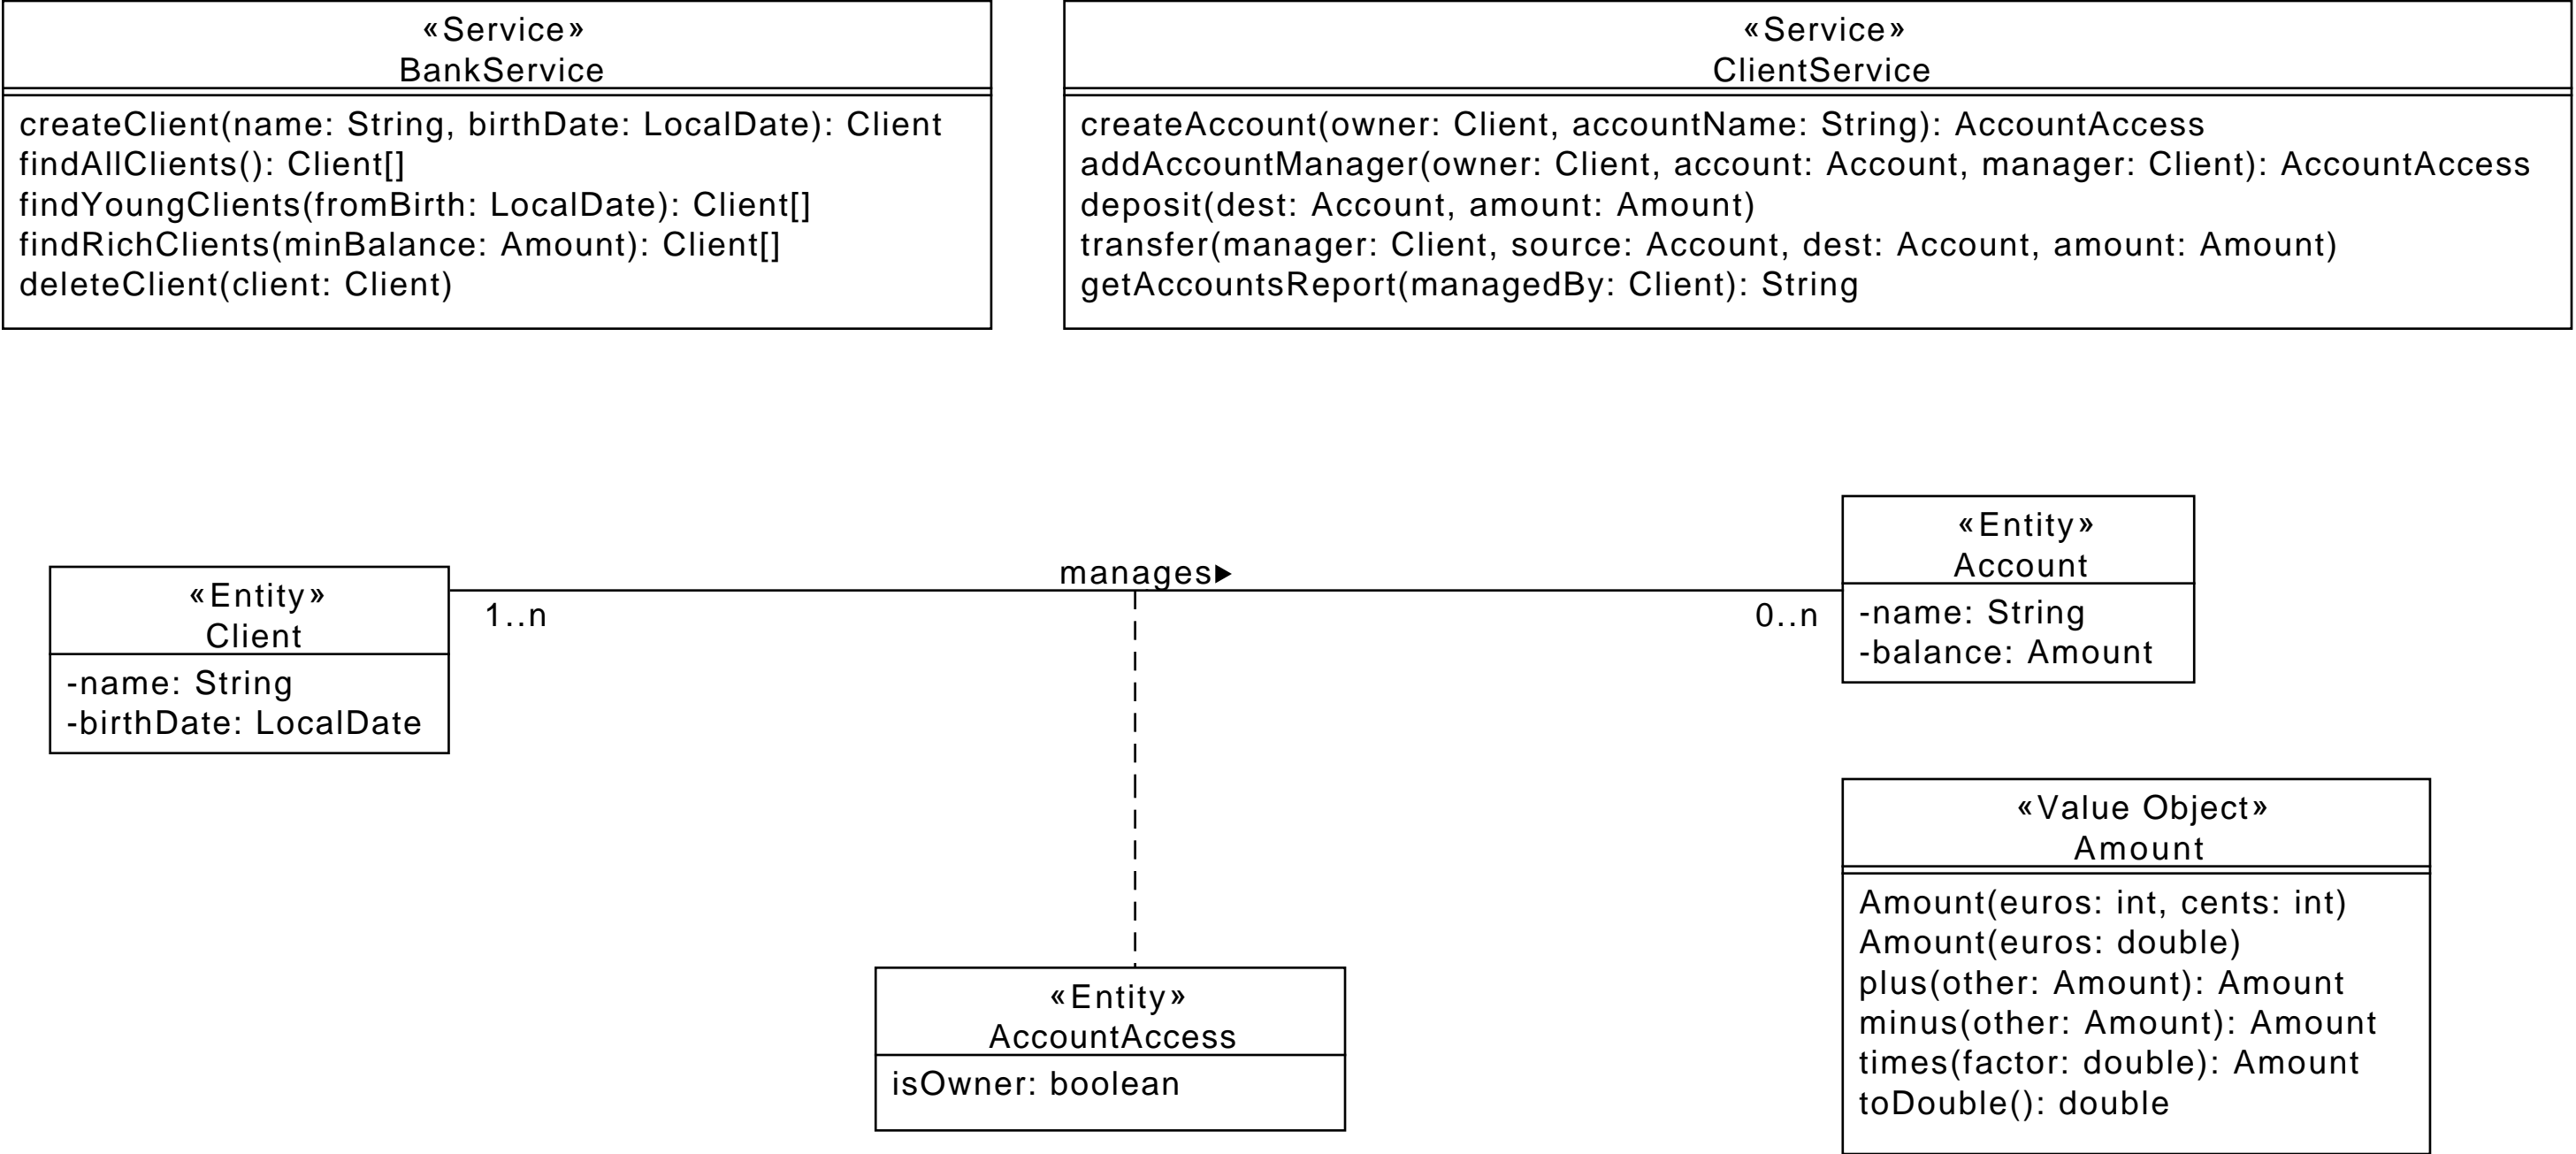 «Service»
BankService
createClient(name: String, birthDate: LocalDate): Client
findAllClients(): Client[]
findYoungClients(fromBirth: LocalDate): Client[]
findRichClients(minBalance: Amount): Client[]
deleteClient(client: Client)
«Service»
ClientService
createAccount(owner: Client, accountName: String): AccountAccess
addAccountManager(owner: Client, account: Account, manager: Client): AccountAccess
deposit(dest: Account, amount: Amount)
transfer(manager: Client, source: Account, dest: Account, amount: Amount)
getAccountsReport(managedBy: Client): String
«Entity»
Client
-name: String
-birthDate: LocalDate
1..n
manages▶
0..n
«Entity»
Account
-name: String
-balance: Amount
«Entity»
AccountAccess
isOwner: boolean
«Value Object»
Amount
Amount(euros: int, cents: int)
Amount(euros: double)
plus(other: Amount): Amount
minus(other: Amount): Amount
times(factor: double): Amount
toDouble(): double